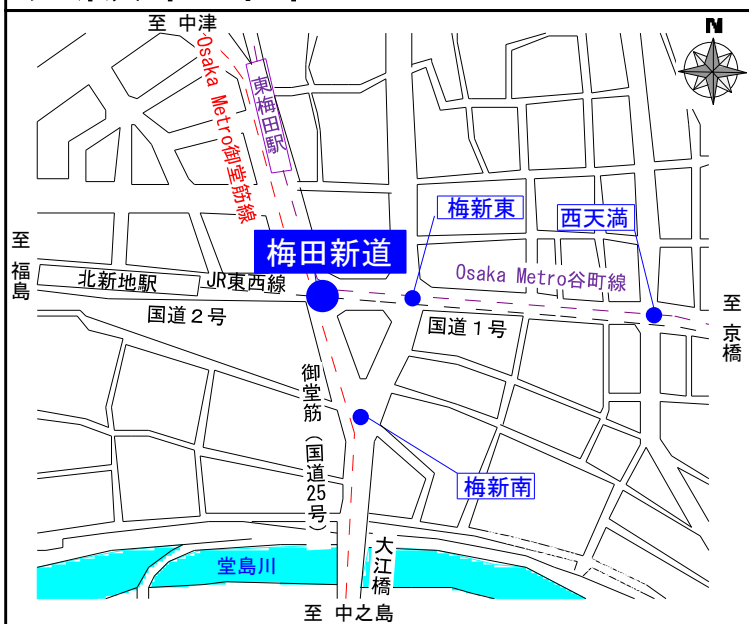 至 中津
N
Osaka Metro御堂筋線
東梅田駅
梅新東
西天満
梅田新道
至 福島
北新地駅
JR東西線
Osaka Metro谷町線
至 京橋
国道２号
国道１号
御堂筋（国道25号）
梅新南
堂島川
大江橋
至 中之島